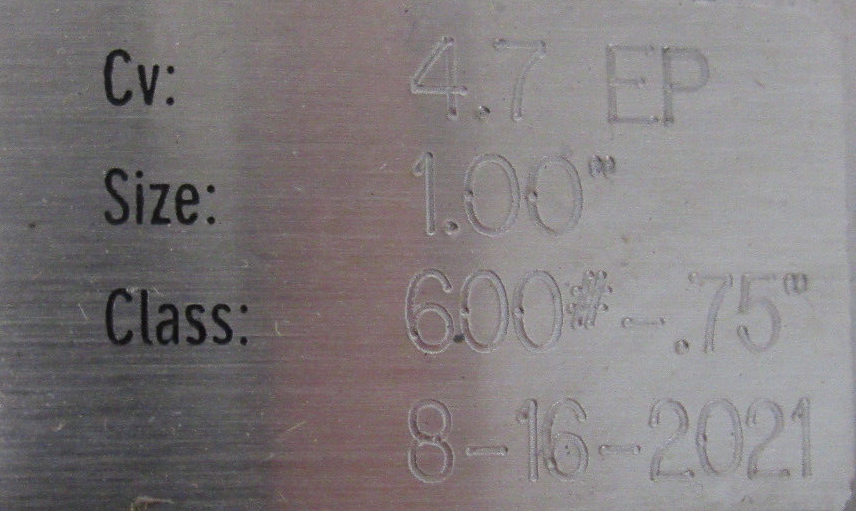 Cv: 4.7 EP
Size: 1.00"
Class: 600#-.75"
8-16-2021